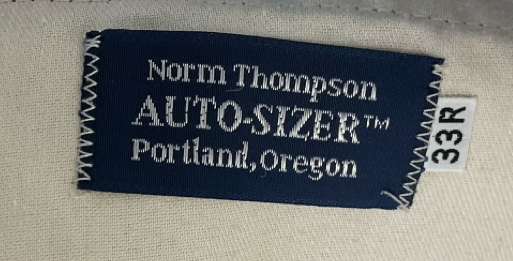 Norm Thompson
AUTO-SIZER™
Portland, Oregon
33R